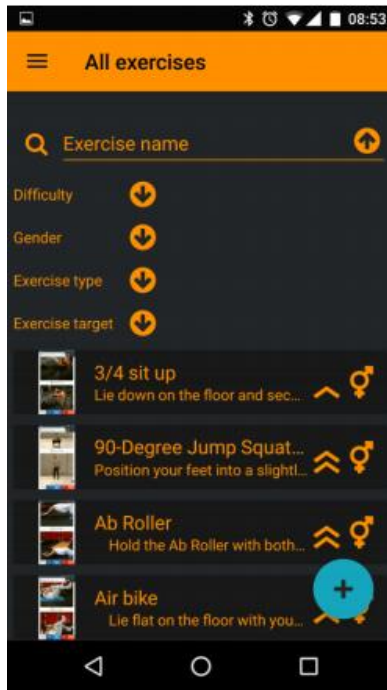 08:53
All exercises
Exercise name
Difficulty
Gender
Exercise type
Exercise target
3/4 sit up
Lie down on the floor and sec...
90-Degree Jump Squat...
Position your feet into a slightl...
Ab Roller
Hold the Ab Roller with both...
Air bike
Lie flat on the floor with you...